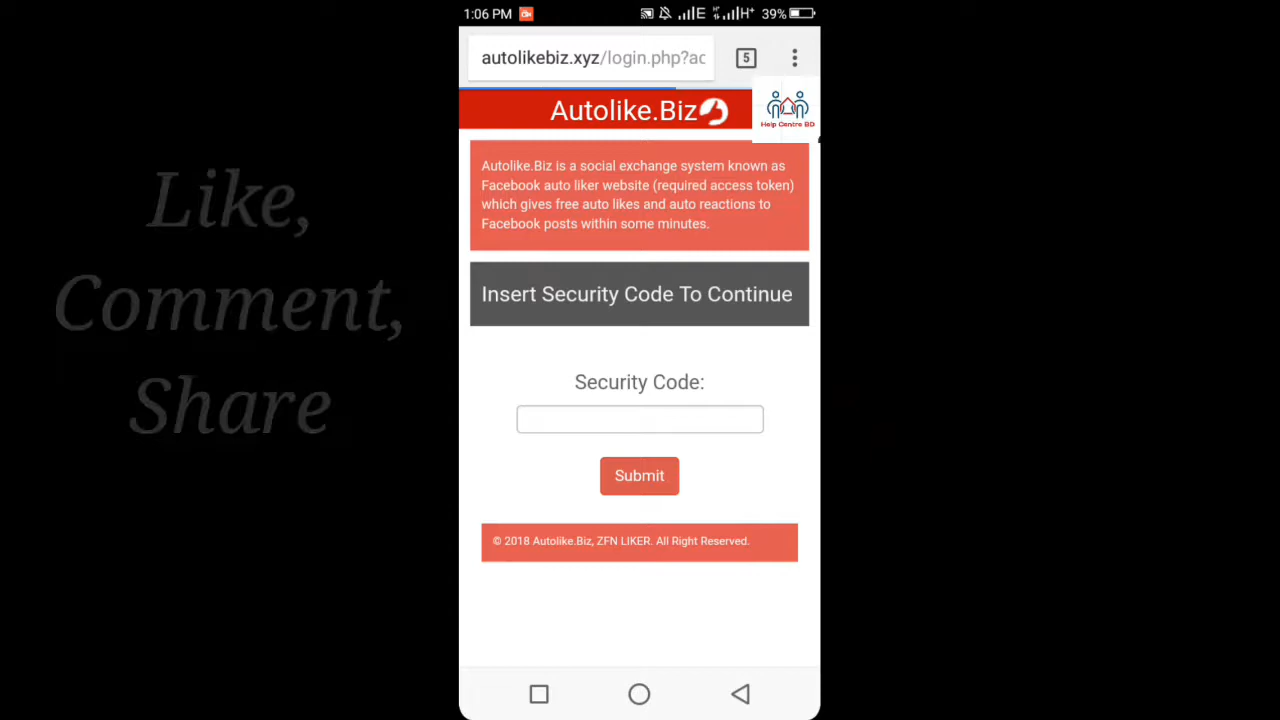 1:06 PM
E
H+
39%
autolikebiz.xyz/login.php?ac
5
Autolike.Biz
Help Centre BD
Autolike.Biz is a social exchange system known as
Facebook auto liker website (required access token)
which gives free auto likes and auto reactions to
Facebook posts within some minutes.
Insert Security Code To Continue
Security Code:
Submit
© 2018 Autolike.Biz, ZFN LIKER. All Right Reserved.
Like,
Comment,
Share